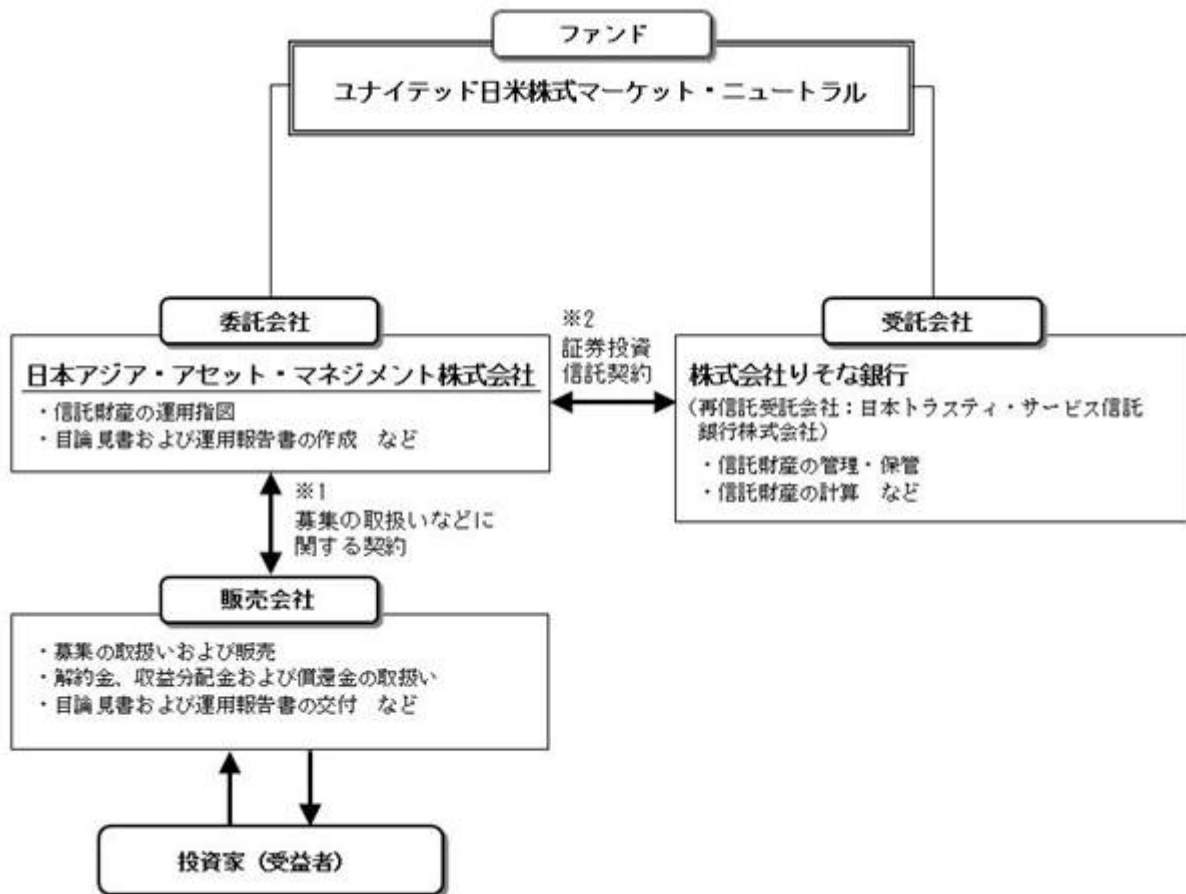 ファンド
ユナイテッド日米株式マーケット・ニュートラル
委託会社
日本アジア・アセット・マネジメント株式会社
・信託財産の運用指図
・目論見書および運用報告書の作成　など
※2
証券投資
信託契約
受託会社
株式会社りそな銀行
（再信託受託会社：日本トラスティ・サービス信託
銀行株式会社）
・信託財産の管理・保管
・信託財産の計算　など
※1
募集の取扱いなどに
関する契約
販売会社
・募集の取扱いおよび販売
・解約金、収益分配金および償還金の取扱い
・目論見書および運用報告書の交付　など
投資家（受益者）